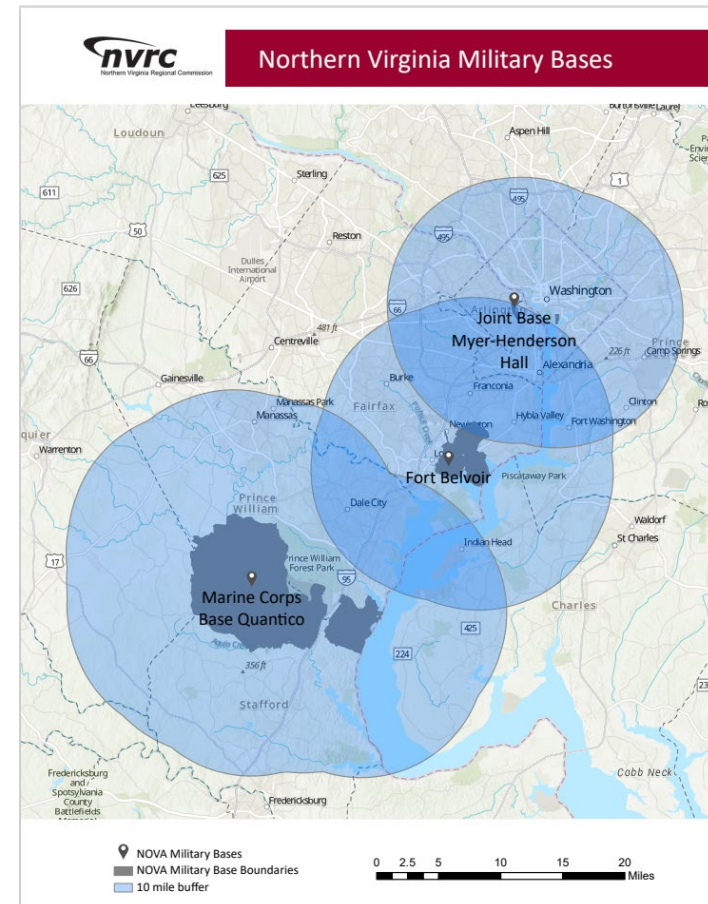 nvrc
Northern Virginia Regional Commission
Northern Virginia Military Bases
Leesburg
Loudoun
Aspen Hill
Burtonsville
Laurel
625
Sterling
1
611
495
50
Reston
495
Dulles
International
Airport
626
Washington
66
Arlington
Joint Base
Myer-Henderson
Hall
481 ft
Prince
226 ft
Camp Springs
66
Centreville
Alexandria
Gainesville
Burke
Franconia
Manassas Park
Fairfax
Manassas
Clinton
Hybla Valley
Fort Washington
Newington
Warrenton
Fort Belvoir
Piscataway Park
Prince
William
Dale City
Waldorf
St Charles
17
Indian Head
Prince William
Forest Park
95
Marine Corps
Base Quantico
Charles
425
224
356 ft
Stafford
Cobb Neck
Fredericksburg
and
Spotsylvania
County
Battlefields
Fredericksburg
NOVA Military Bases
NOVA Military Base Boundaries
10 mile buffer
0 2.5 5 10 15 20
Miles